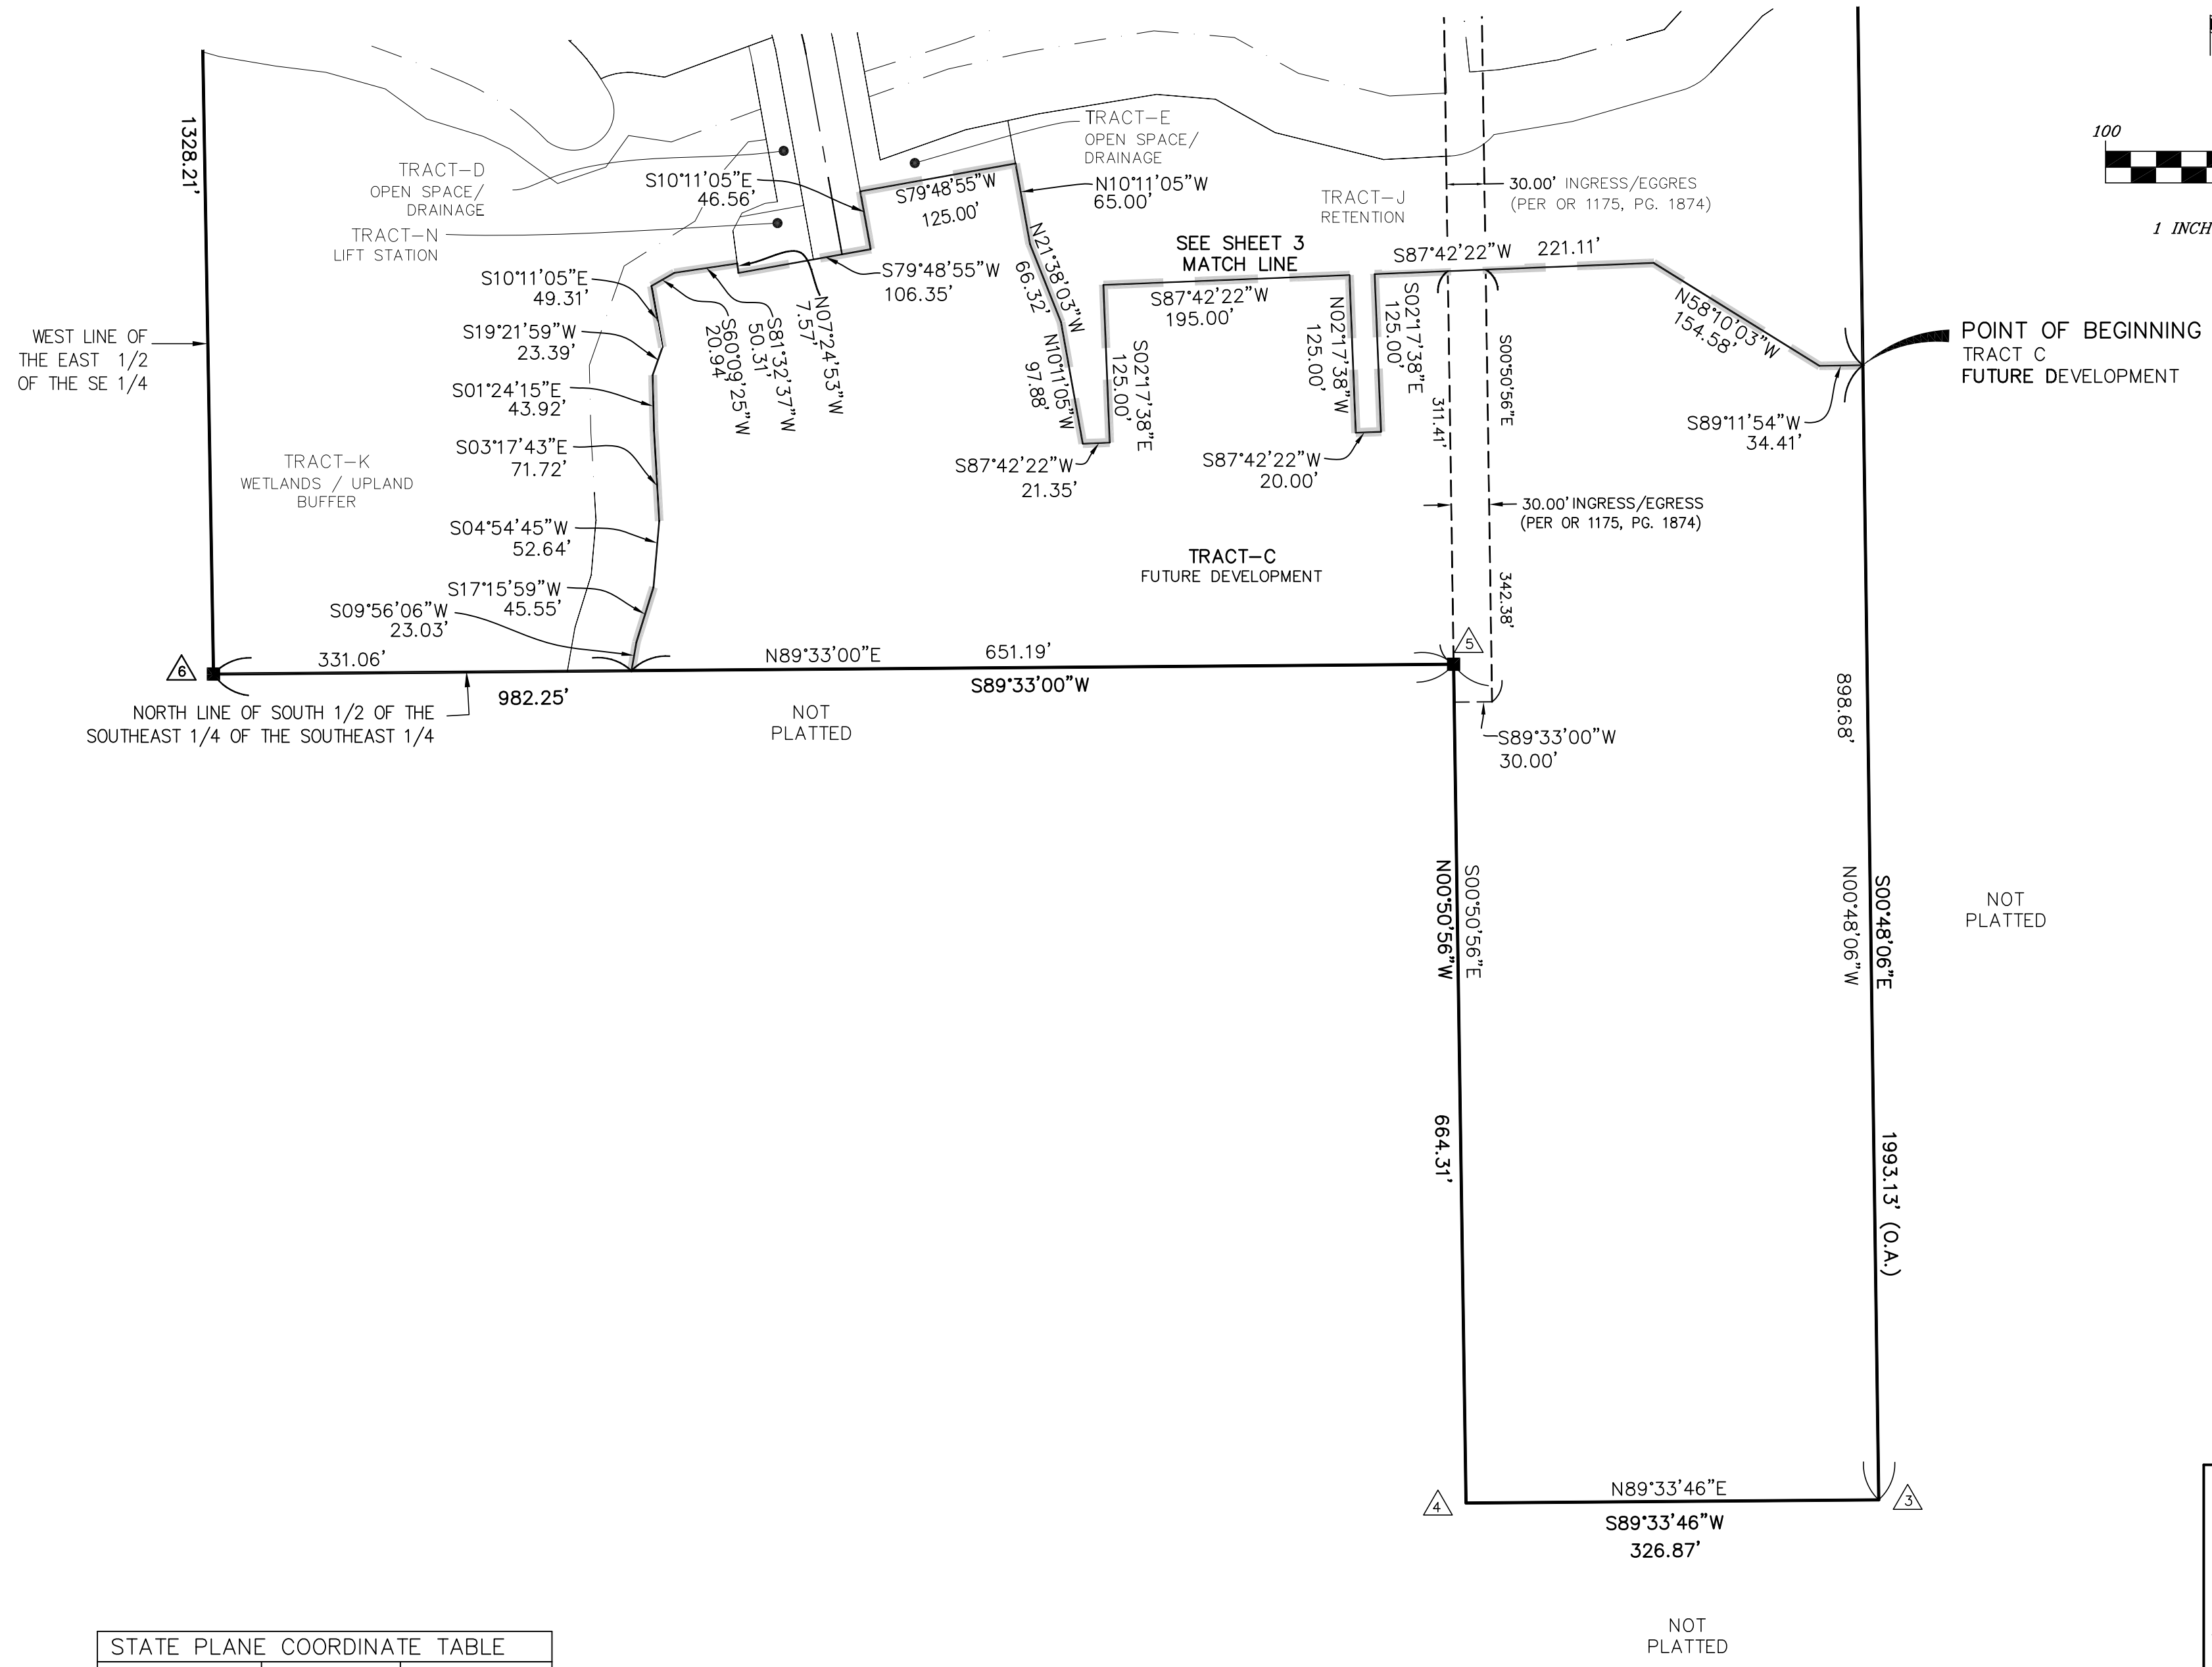 1328.21'
WEST LINE OF
THE EAST 1/2
OF THE SE 1/4
TRACT-D
OPEN SPACE/
DRAINAGE
TRACT-N
LIFT STATION
S10°11'05"E
46.56'
S79°48'55"W
125.00'
TRACT-E
OPEN SPACE/
DRAINAGE
N10°11'05"W
65.00'
TRACT-J
RETENTION
30.00' INGRESS/EGGRES
(PER OR 1175, PG. 1874)
100
1 INCH
S10°11'05"E
49.31'
S19°21'59"W
23.39'
S01°24'15"E
43.92'
S03°17'43"E
71.72'
S04°54'45"W
52.64'
S17°15'59"W
45.55'
S09°56'06"W
23.03'
S60°09'25"W
20.94'
S81°32'37"W
50.31'
N07°24'53"W
7.57'
S79°48'55"W
106.35'
N21°38'03"W
66.32'
N10°11'05"W
97.88'
SEE SHEET 3
MATCH LINE
S87°42'22"W
195.00'
S02°17'38"E
125.00'
S87°42'22"W
21.35'
N02°17'38"W
125.00'
S02°17'38"E
125.00'
S87°42'22"W
20.00'
S87°42'22"W 221.11'
N58°10'03"W
154.58'
S89°11'54"W
34.41'
POINT OF BEGINNING
TRACT C
FUTURE DEVELOPMENT
311.41'
S00°50'56"E
342.38'
30.00' INGRESS/EGRESS
(PER OR 1175, PG. 1874)
TRACT-K
WETLANDS / UPLAND
BUFFER
TRACT-C
FUTURE DEVELOPMENT
6
331.06'
N89°33'00"E 651.19'
5
982.25'
S89°33'00"W
NORTH LINE OF SOUTH 1/2 OF THE
SOUTHEAST 1/4 OF THE SOUTHEAST 1/4
NOT
PLATTED
S89°33'00"W
30.00'
898.68'
N00°50'56"W
S00°50'56"E
664.31'
N00°48'06"W
S00°48'06"E
1993.13' (O.A.)
NOT
PLATTED
4
N89°33'46"E
3
S89°33'46"W
326.87'
NOT
PLATTED
STATE PLANE COORDINATE TABLE